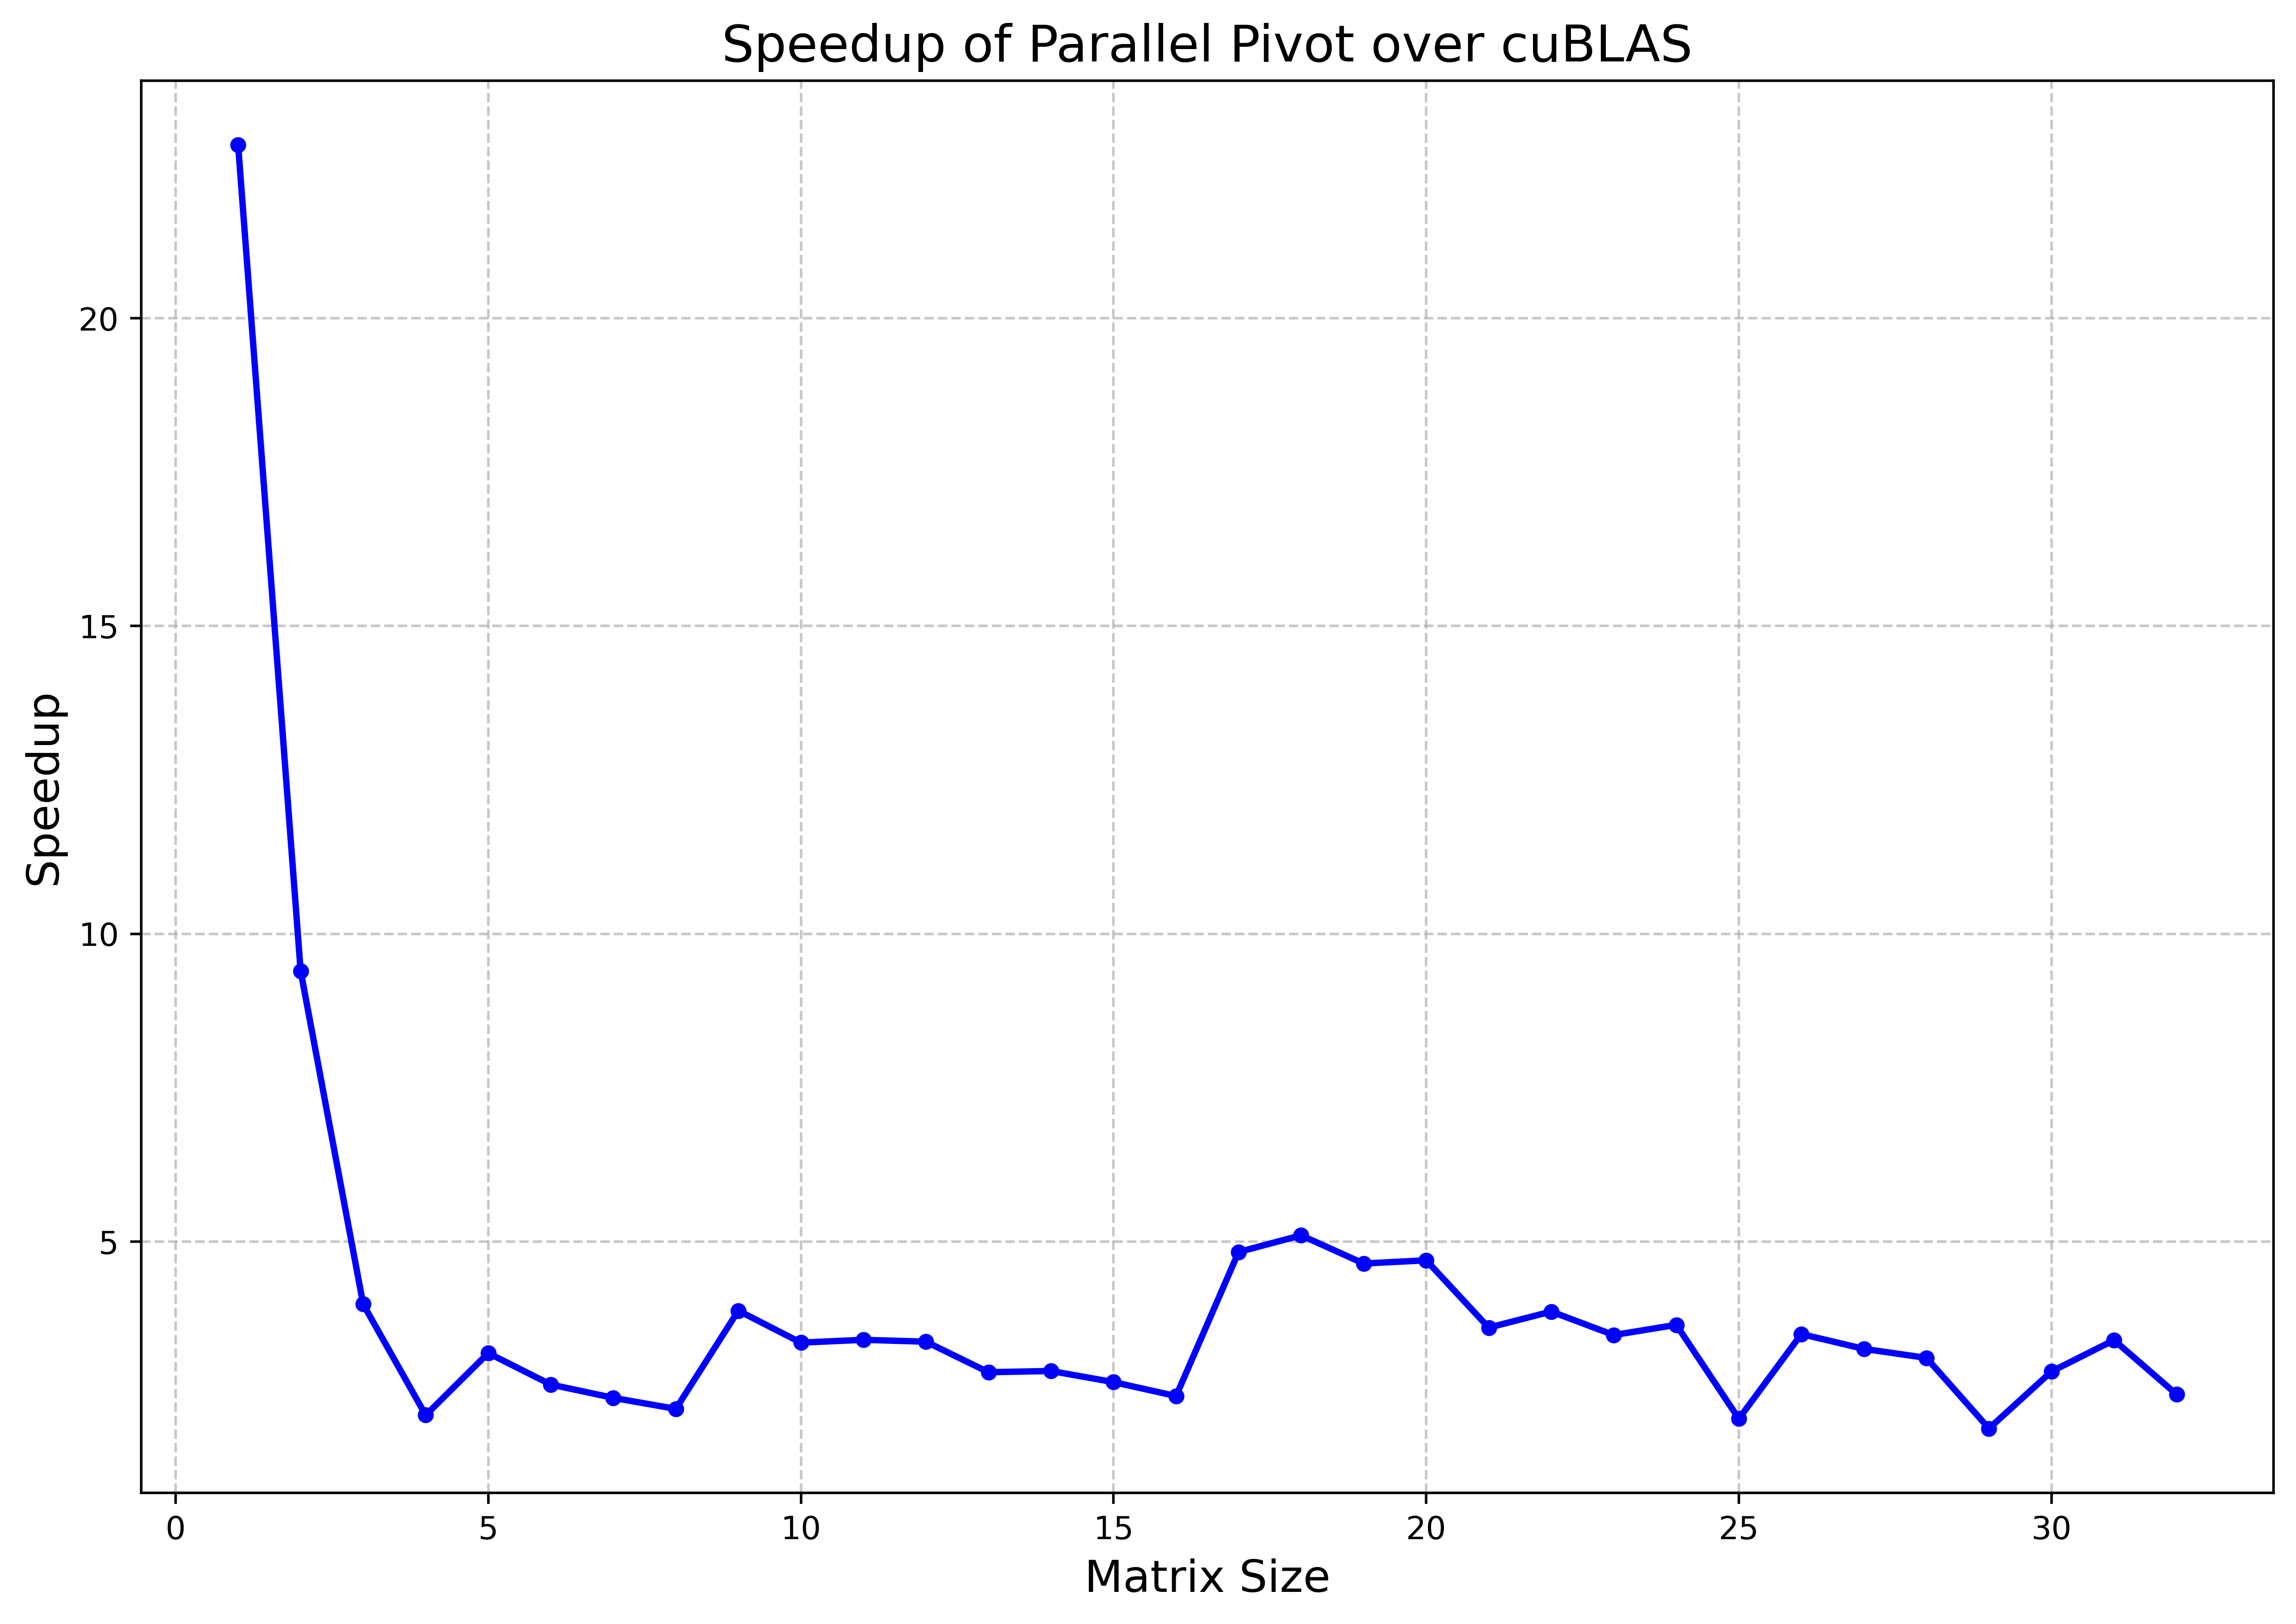 Speedup of Parallel Pivot over cuBLAS
Speedup
20
15
10
5
0 5 10 15 20 25 30
Matrix Size